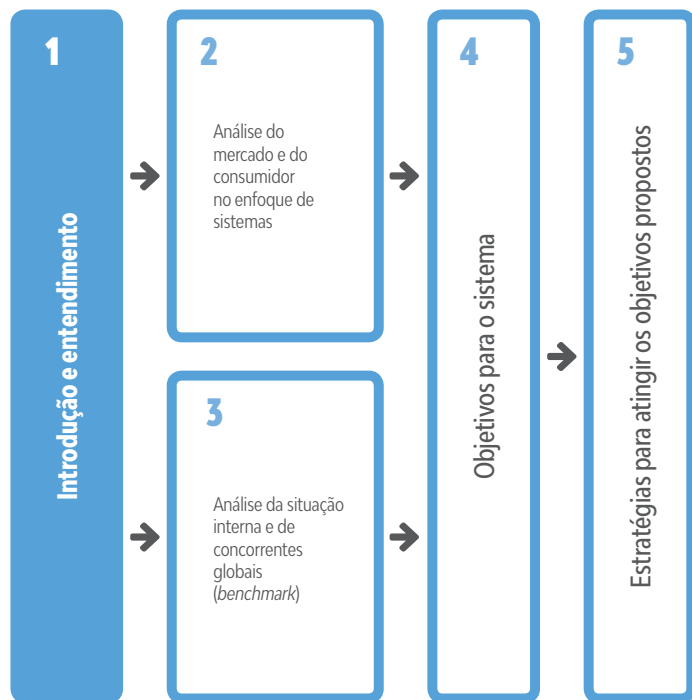 1
Introdução e entendimento
2
Análise do
mercado e do
consumidor
no enfoque de
sistemas
3
Análise da situação
interna e de
concorrentes
globais
(benchmark)
4
Objetivos para o sistema
5
Estratégias para atingir os objetivos propostos